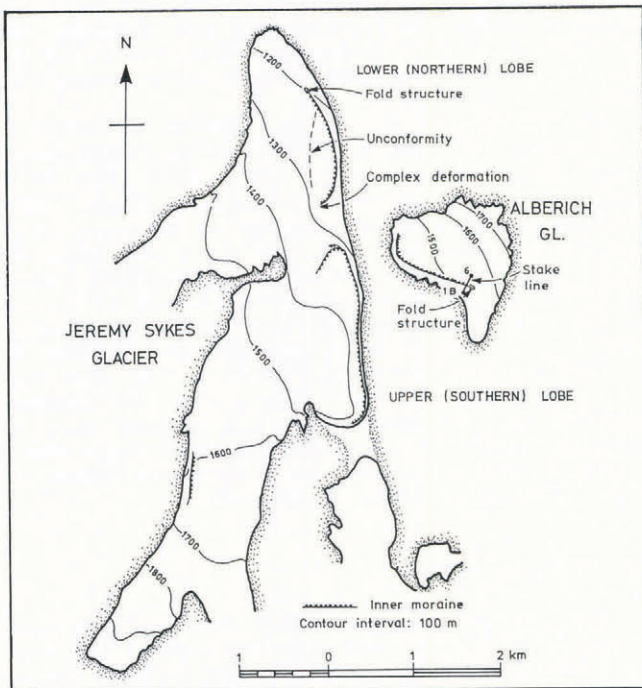 N
1200
LOWER (NORTHERN) LOBE
Fold structure
Unconformity
1300
1400
Complex deformation
ALBERICH
GL.
1700
1600
1500
6
Stake
line
1B
Fold
structure
JEREMY SYKES
GLACIER
1500
UPPER (SOUTHERN) LOBE
1600
1700
1800
Inner moraine
Contour interval: 100 m
1 0 1 2 km